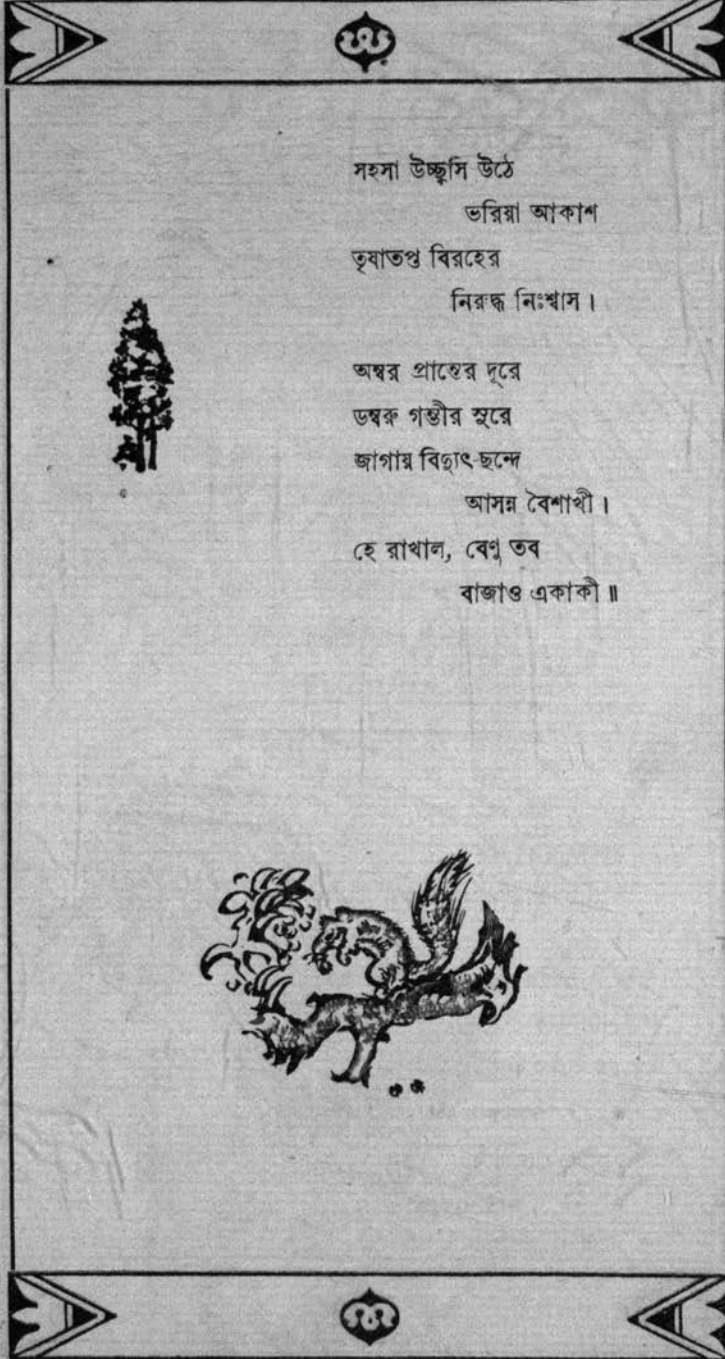 সহসা উচ্ছ্বসি উঠে
ভরিয়া আকাশ
তৃষাতপ্ত বিরহের
নিরুদ্ধ নিঃশ্বাস।
অম্বর প্রান্তের দূরে
ডম্বরু গম্ভীর সুরে
জাগায় বিদ্যুৎ-ছন্দে
আসন্ন বৈশাখী।
হে রাখাল, বেণু তব
বাজাও একাকী॥